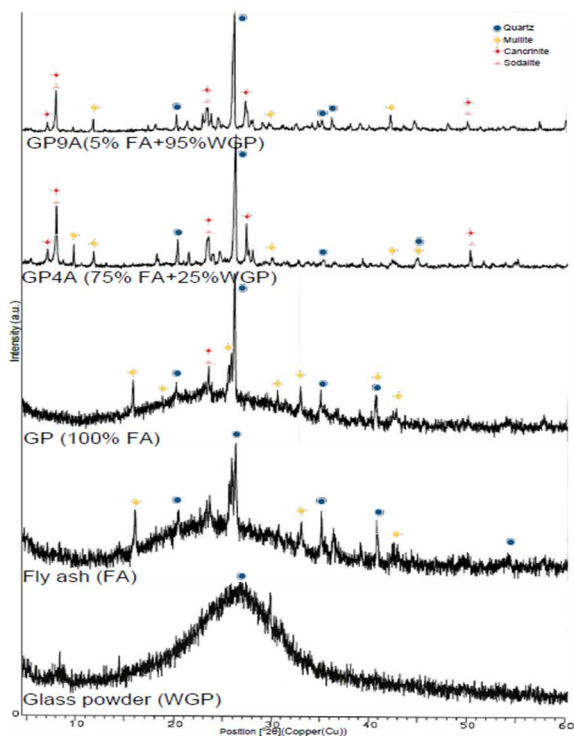 Quartz
Mullite
Cancrinite
Sodalite
GP9A(5% FA+95%WGP)
GP4A (75% FA+25%WGP)
GP (100% FA)
Fly ash (FA)
Glass powder (WGP)
Intensity (a.u.)
0
10 20 30 40 50 60
Position [°2θ](Copper(Cu))